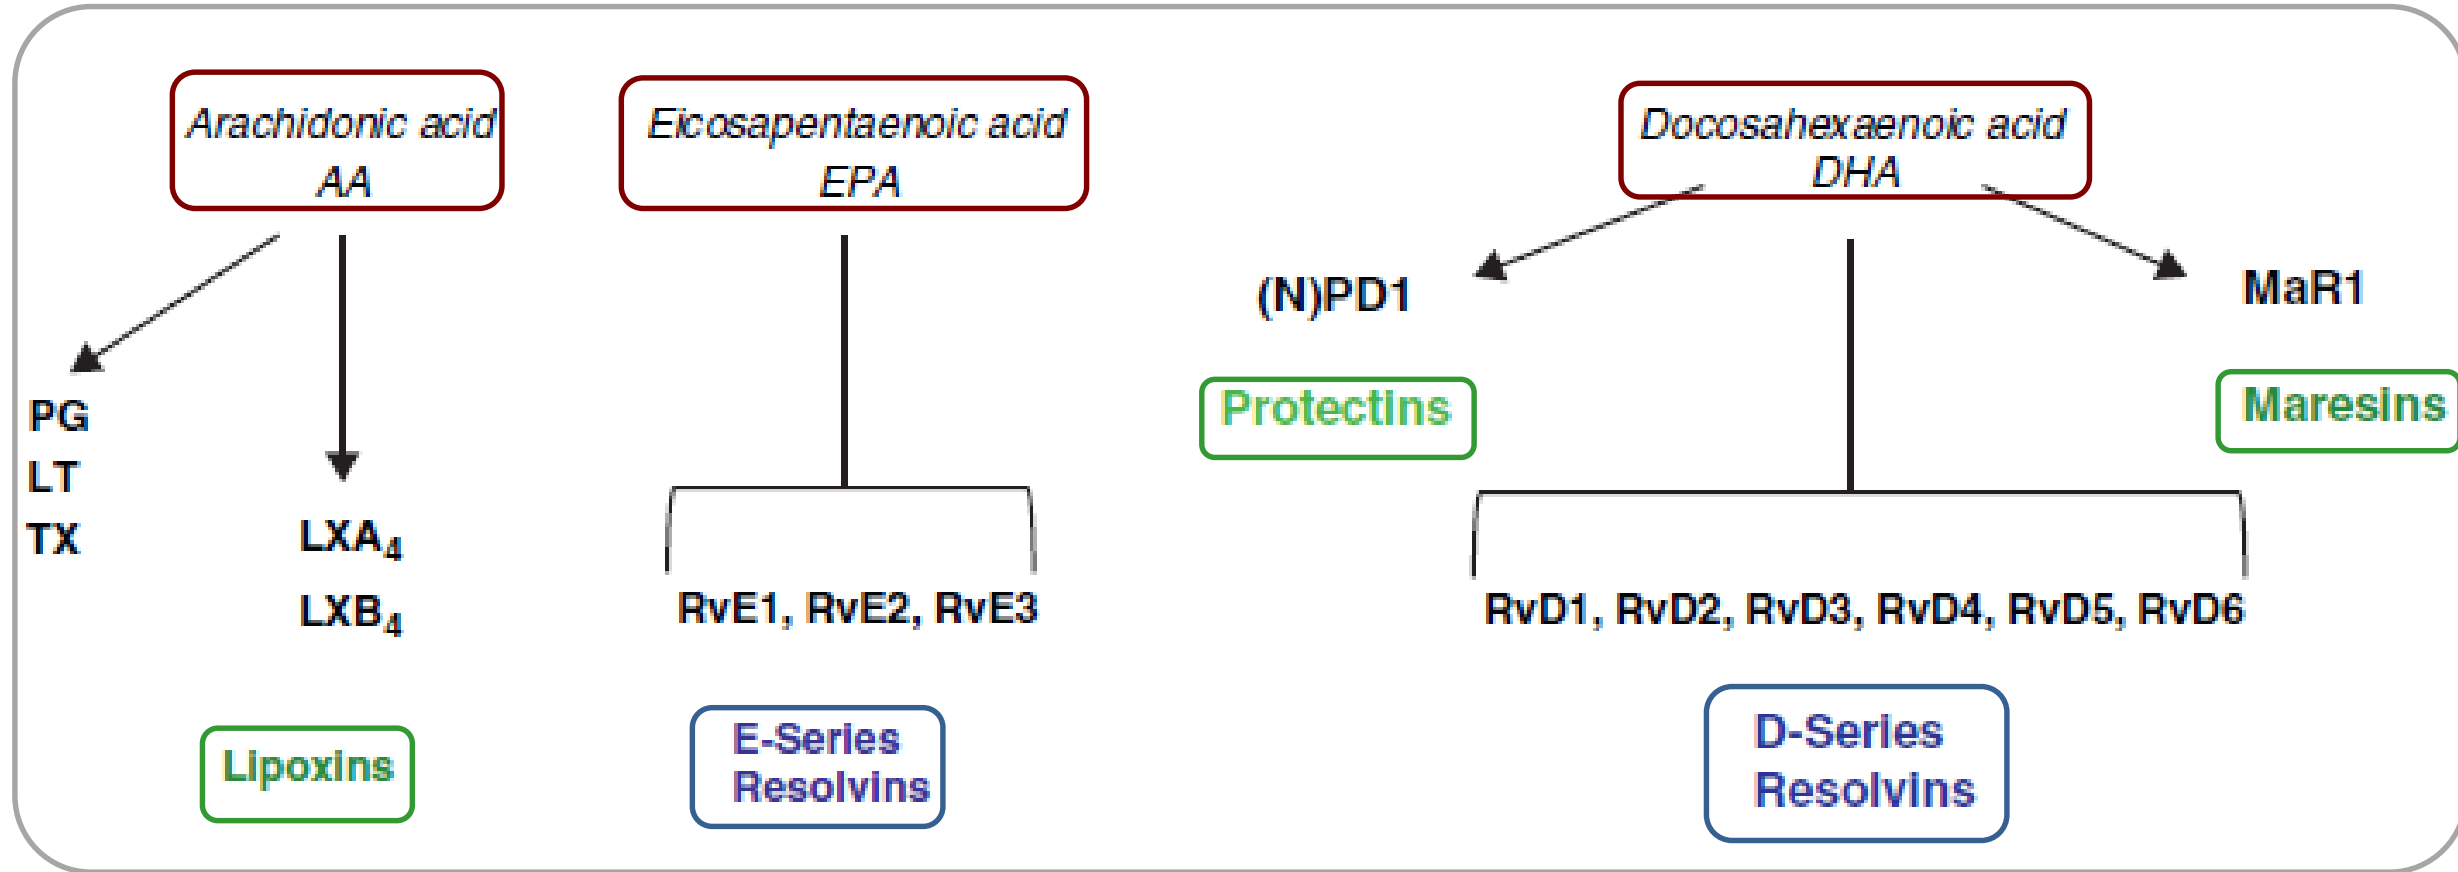 Arachidonic acid
AA
Eicosapentaenoic acid
EPA
Docosahexaenoic acid
DHA
PG
LT
TX
LXA₄
LXB₄
Lipoxins
RvE1, RvE2, RvE3
E-Series
Resolvins
(N)PD1
Protectins
MaR1
Maresins
RvD1, RvD2, RvD3, RvD4, RvD5, RvD6
D-Series
Resolvins